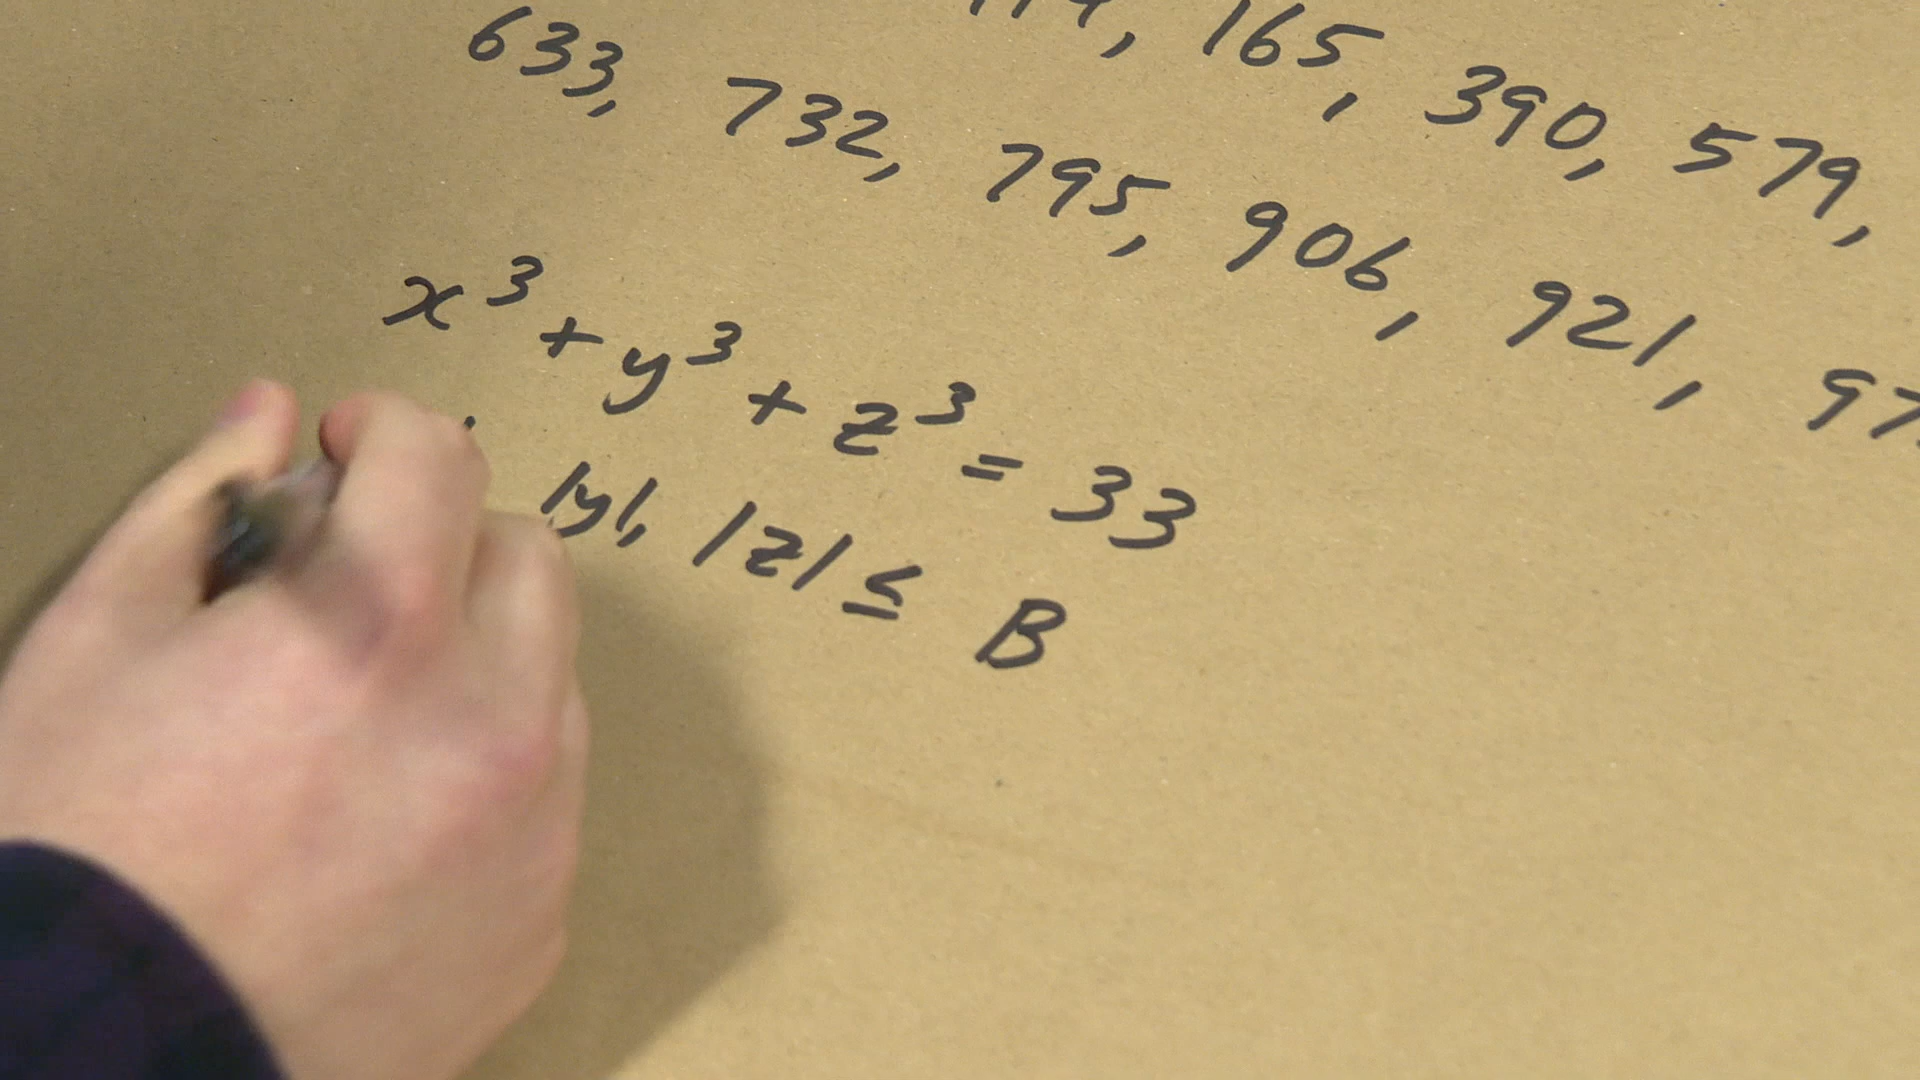 165, 390, 579,
633, 732, 795, 906, 921,
x³ + y³ + z³ = 33
|y|, |z| ≤ B